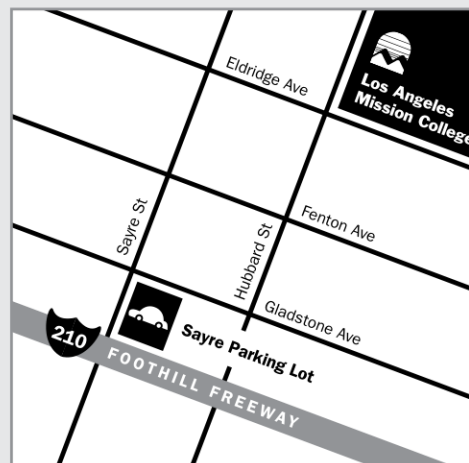 Eldridge Ave
Los Angeles
Mission College
Fenton Ave
Sayre St
Hubbard St
Gladstone Ave
Sayre Parking Lot
210
FOOTHILL FREEWAY